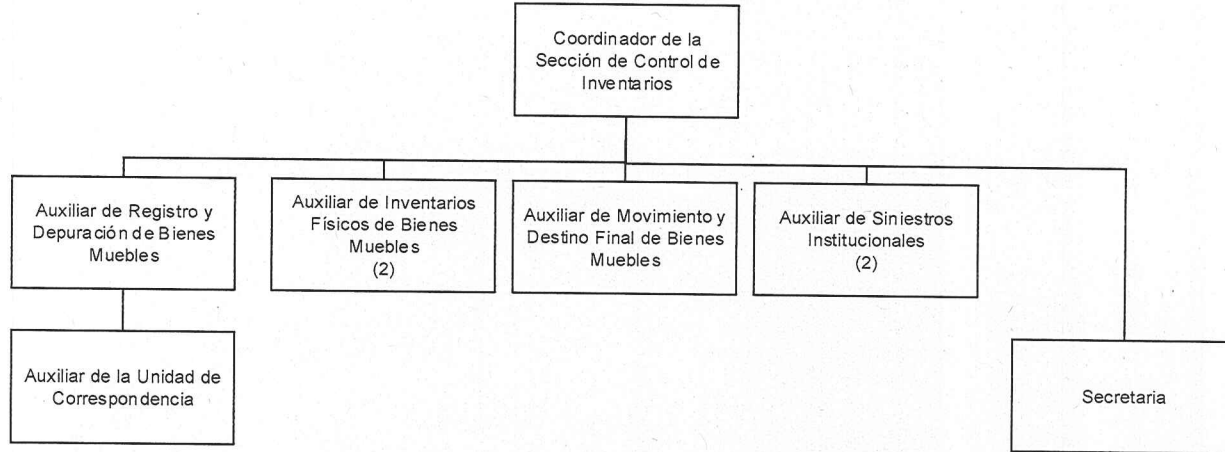 Coordinador de la
Sección de Control de
Inventarios
Auxiliar de Registro y
Depuración de Bienes
Muebles
Auxiliar de Inventarios
Físicos de Bienes
Muebles
(2)
Auxiliar de Movimiento y
Destino Final de Bienes
Muebles
Auxiliar de Siniestros
Institucionales
(2)
Auxiliar de la Unidad de
Correspondencia
Secretaria